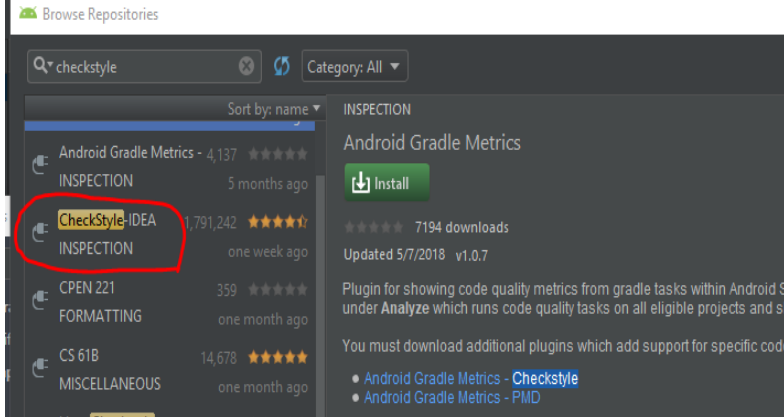 Browse Repositories
checkstyle
Category: All
Sort by: name
Android Gradle Metrics - 4,137
INSPECTION 5 months ago
CheckStyle-IDEA 1,791,242
INSPECTION one week ago
CPEN 221 359
FORMATTING one month ago
CS 61B 14,678
MISCELLANEOUS one month ago
INSPECTION
Android Gradle Metrics
Install
7194 downloads
Updated 5/7/2018 v1.0.7
Plugin for showing code quality metrics from gradle tasks within Android S
under Analyze which runs code quality tasks on all eligible projects and s
You must download additional plugins which add support for specific code
Android Gradle Metrics - Checkstyle
Android Gradle Metrics - PMD